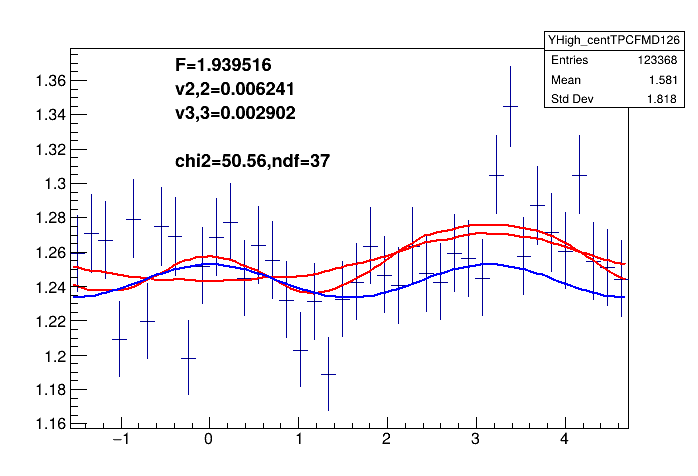 YHigh_centTPCFMD126
Entries 123368
Mean 1.581
Std Dev 1.818
F=1.939516
v2,2=0.006241
v3,3=0.002902
chi2=50.56,ndf=37
1.36
1.34
1.32
1.3
1.28
1.26
1.24
1.22
1.2
1.18
1.16
−1 0 1 2 3 4